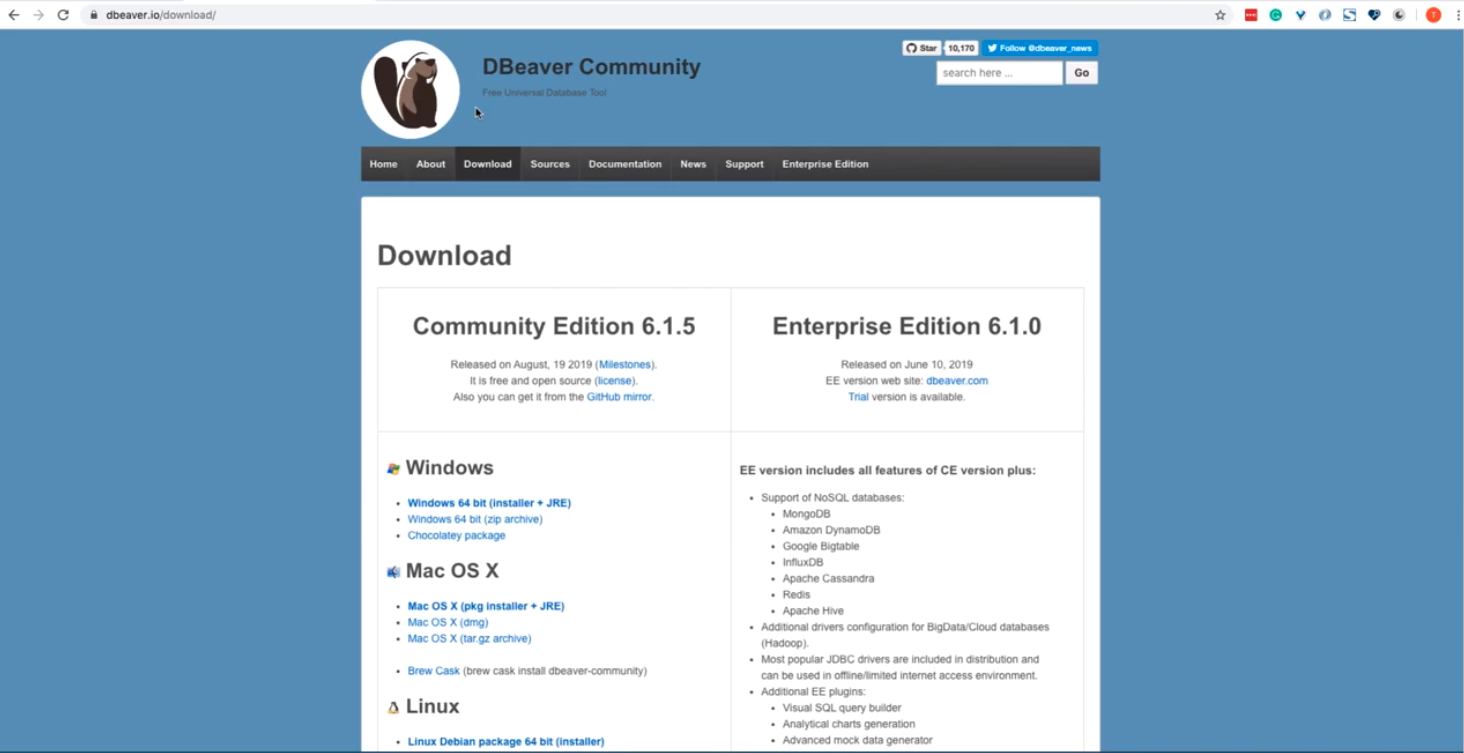 dbeaver.io/download/
DBeaver Community
Free Universal Database Tool
Star 10,170 Follow @dbeaver_news
search here ... Go
Home About Download Sources Documentation News Support Enterprise Edition
Download
Community Edition 6.1.5
Released on August, 19 2019 (Milestones).
It is free and open source (license).
Also you can get it from the GitHub mirror.
Enterprise Edition 6.1.0
Released on June 10, 2019
EE version web site: dbeaver.com
Trial version is available.
Windows
Windows 64 bit (installer + JRE)
Windows 64 bit (zip archive)
Chocolatey package
Mac OS X
Mac OS X (pkg installer + JRE)
Mac OS X (dmg)
Mac OS X (tar.gz archive)
Brew Cask (brew cask install dbeaver-community)
Linux
Linux Debian package 64 bit (installer)
EE version includes all features of CE version plus:
Support of NoSQL databases:
MongoDB
Amazon DynamoDB
Google Bigtable
InfluxDB
Apache Cassandra
Redis
Apache Hive
Additional drivers configuration for BigData/Cloud databases
(Hadoop).
Most popular JDBC drivers are included in distribution and
can be used in offline/limited internet access environment.
Additional EE plugins:
Visual SQL query builder
Analytical charts generation
Advanced mock data generator
T